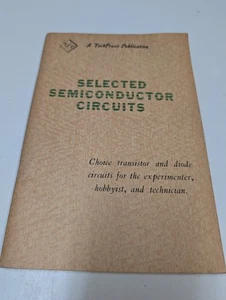 A TechPress Publication
SELECTED
SEMICONDUCTOR
CIRCUITS
Choice transistor and diode
circuits for the experimenter,
hobbyist, and technician.